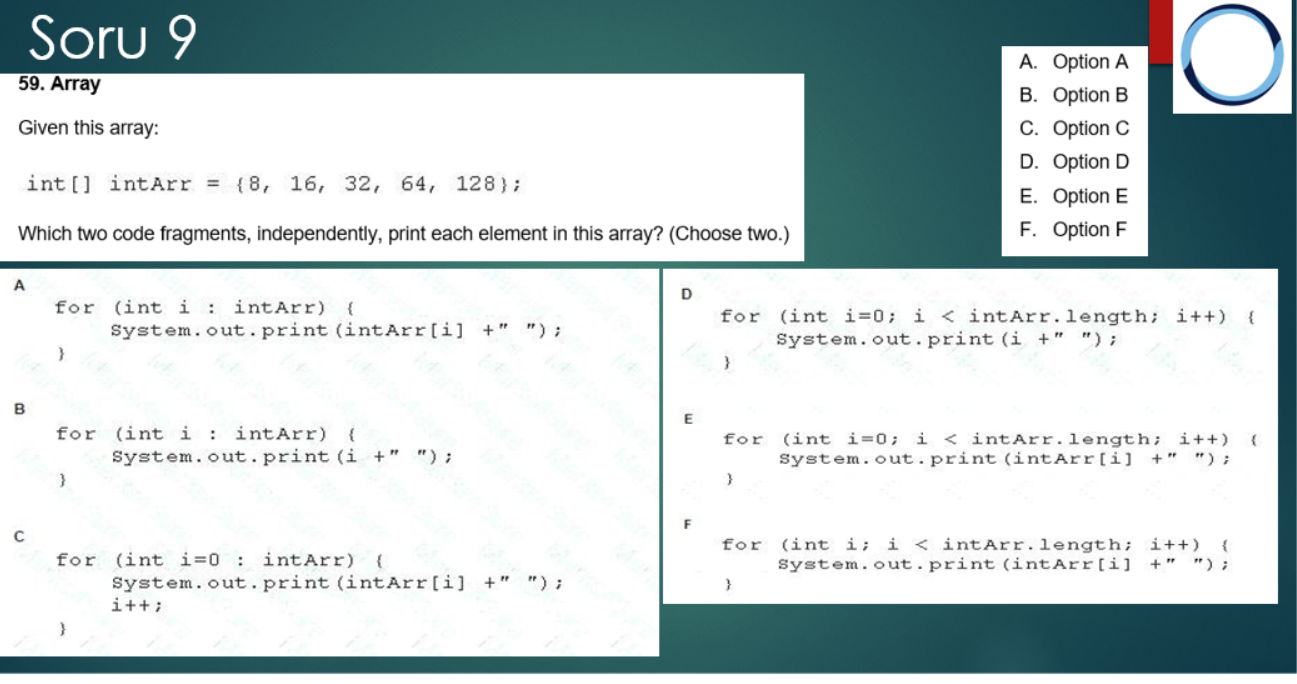 Soru 9
59. Array
Given this array:
int[] intArr = {8, 16, 32, 64, 128};
Which two code fragments, independently, print each element in this array? (Choose two.)
A. Option A
B. Option B
C. Option C
D. Option D
E. Option E
F. Option F
A
for (int i : intArr) {
System.out.print(intArr[i] +" ");
}
B
for (int i : intArr) {
System.out.print(i +" ");
}
C
for (int i=0 : intArr) {
System.out.print(intArr[i] +" ");
i++;
}
D
for (int i=0; i < intArr.length; i++) {
System.out.print(i +" ");
}
E
for (int i=0; i < intArr.length; i++) {
System.out.print(intArr[i] +" ");
}
F
for (int i; i < intArr.length; i++) {
System.out.print(intArr[i] +" ");
}